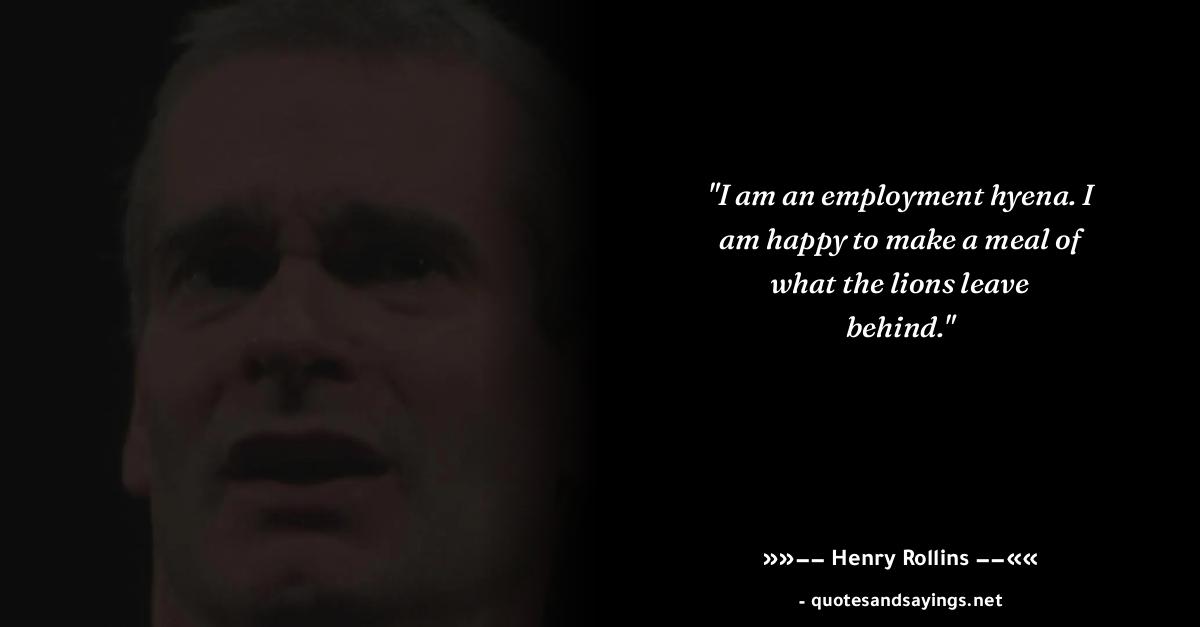 "I am an employment hyena. I
am happy to make a meal of
what the lions leave
behind."
»»−− Henry Rollins −−««
- quotesandsayings.net